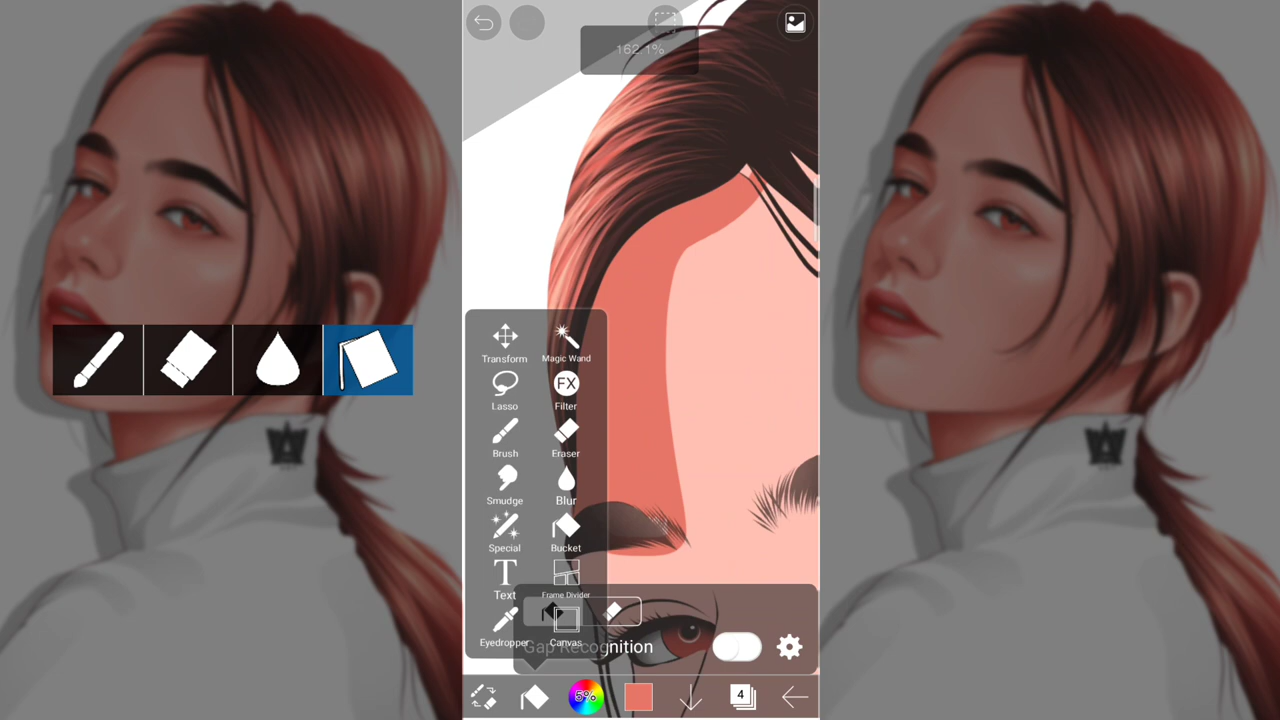 162.1%
Transform
Magic Wand
Lasso
FX
Filter
Brush
Eraser
Smudge
Blur
Special
Bucket
T
Text
Frame Divider
Eyedropper
Canvas
Gap Recognition
5%
4